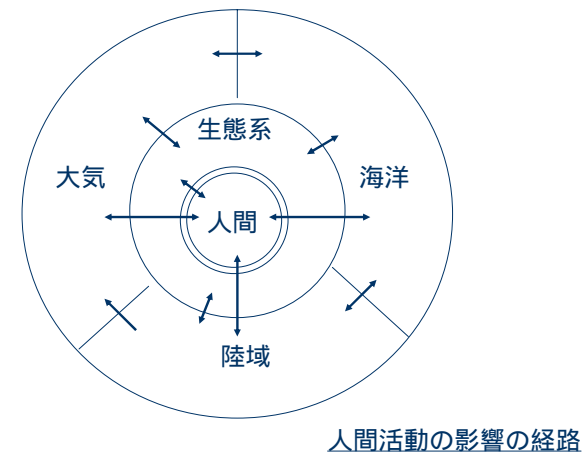 生態系
大気
海洋
人間
陸域
人間活動の影響の経路